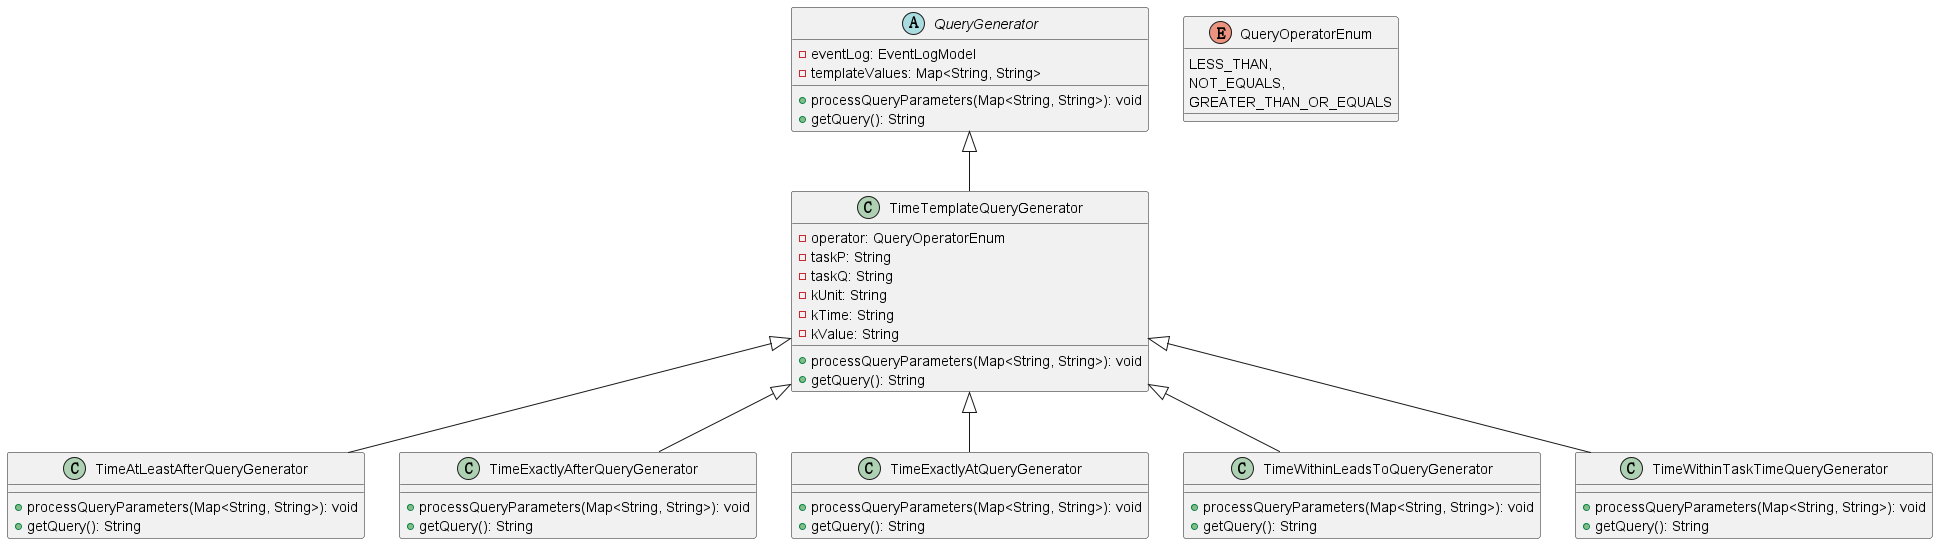 A QueryGenerator
eventLog: EventLogModel
templateValues: Map<String, String>
processQueryParameters(Map<String, String>): void
getQuery(): String
E QueryOperatorEnum
LESS_THAN,
NOT_EQUALS,
GREATER_THAN_OR_EQUALS
C TimeTemplateQueryGenerator
operator: QueryOperatorEnum
taskP: String
taskQ: String
kUnit: String
kTime: String
kValue: String
processQueryParameters(Map<String, String>): void
getQuery(): String
C TimeAtLeastAfterQueryGenerator
processQueryParameters(Map<String, String>): void
getQuery(): String
C TimeExactlyAfterQueryGenerator
processQueryParameters(Map<String, String>): void
getQuery(): String
C TimeExactlyAtQueryGenerator
processQueryParameters(Map<String, String>): void
getQuery(): String
C TimeWithinLeadsToQueryGenerator
processQueryParameters(Map<String, String>): void
getQuery(): String
C TimeWithinTaskTimeQueryGenerator
processQueryParameters(Map<String, String>): void
getQuery(): String